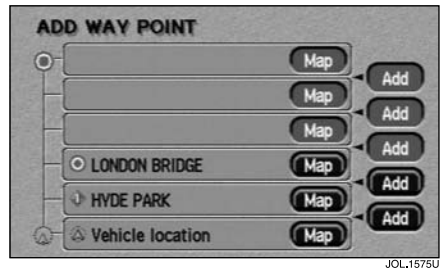 ADD WAY POINT
Map
Add
Map
Add
Map
Add
LONDON BRIDGE Map
Add
HYDE PARK Map
Add
Vehicle location Map
JOL.1575U